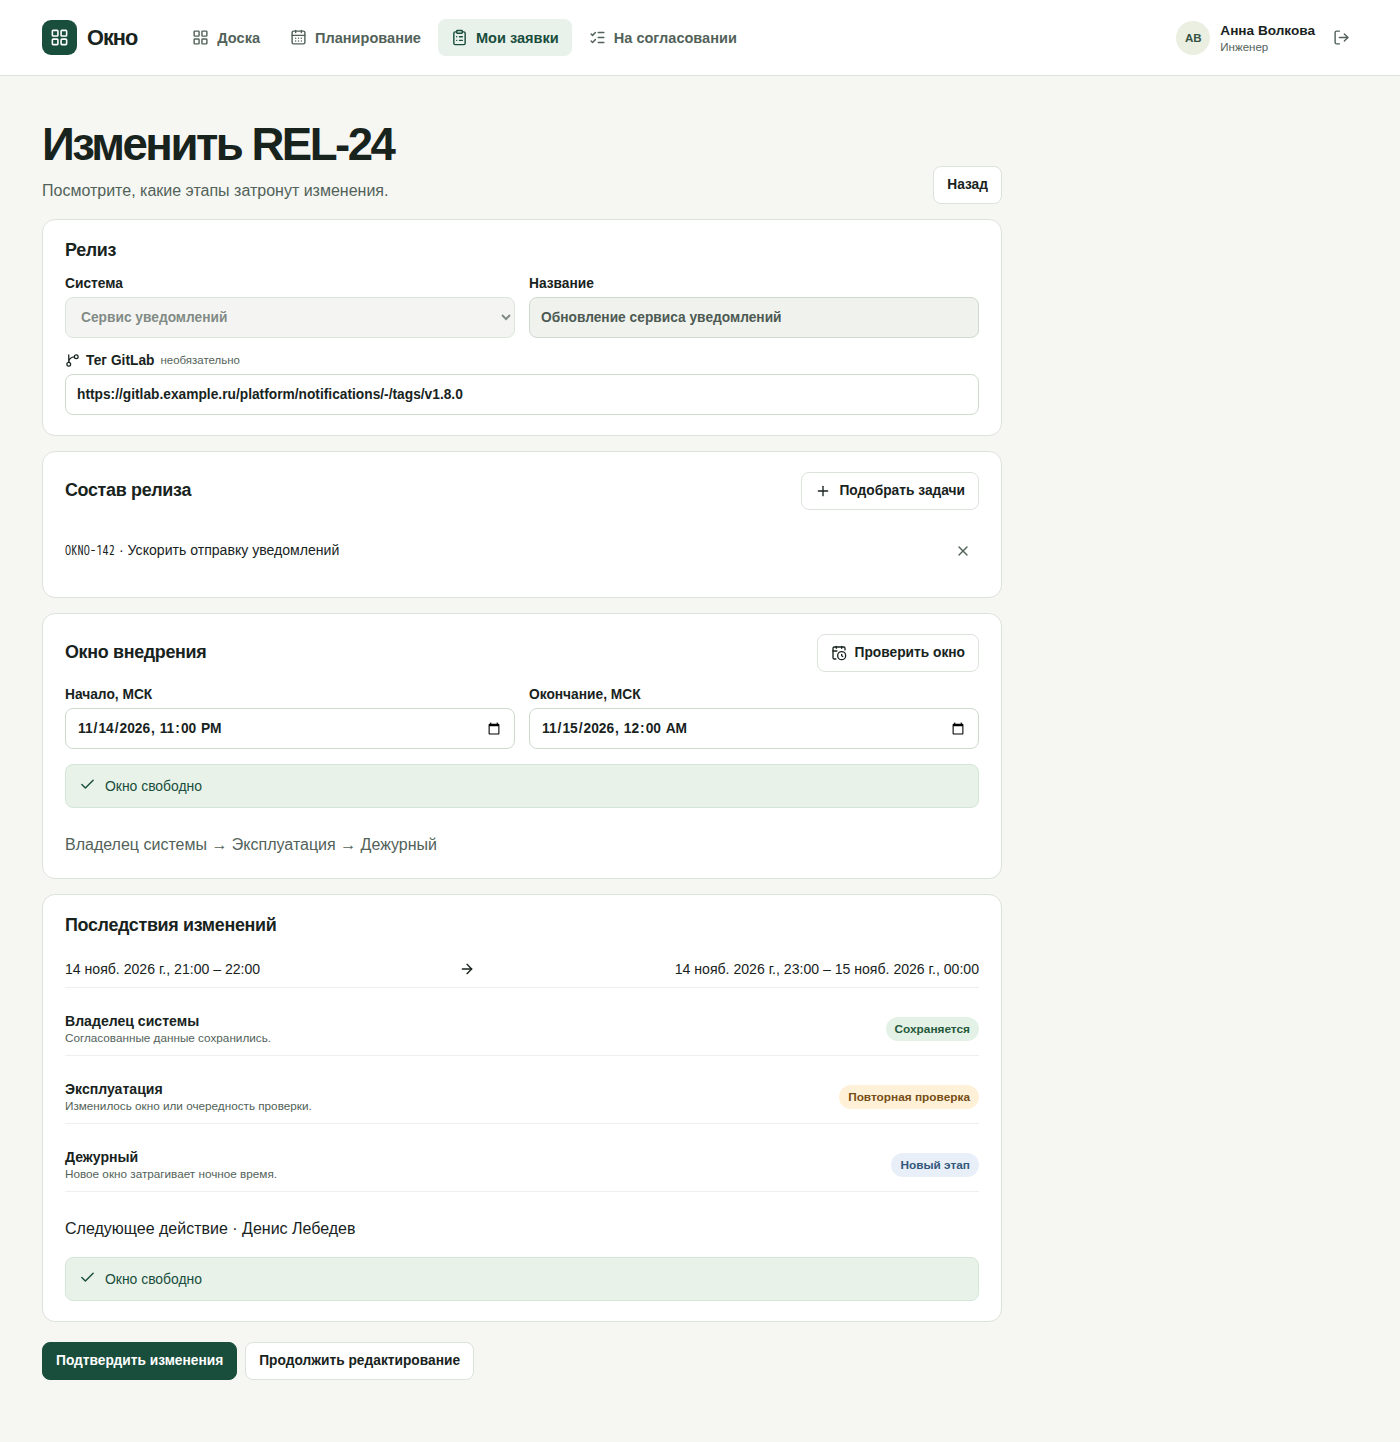 Окно
Доска
Планирование
Мои заявки
На согласовании
АВ
Анна Волкова
Инженер
Изменить REL-24
Посмотрите, какие этапы затронут изменения.
Назад
Релиз
Система
Название
Сервис уведомлений
Обновление сервиса уведомлений
Тег GitLab необязательно
https://gitlab.example.ru/platform/notifications/-/tags/v1.8.0
Состав релиза
Подобрать задачи
OKNO-142 · Ускорить отправку уведомлений
Окно внедрения
Проверить окно
Начало, МСК
Окончание, МСК
11/14/2026, 11:00 PM
11/15/2026, 12:00 AM
Окно свободно
Владелец системы → Эксплуатация → Дежурный
Последствия изменений
14 нояб. 2026 г., 21:00 – 22:00 → 14 нояб. 2026 г., 23:00 – 15 нояб. 2026 г., 00:00
Владелец системы
Согласованные данные сохранились.
Сохраняется
Эксплуатация
Изменилось окно или очередность проверки.
Повторная проверка
Дежурный
Новое окно затрагивает ночное время.
Новый этап
Следующее действие · Денис Лебедев
Окно свободно
Подтвердить изменения
Продолжить редактирование